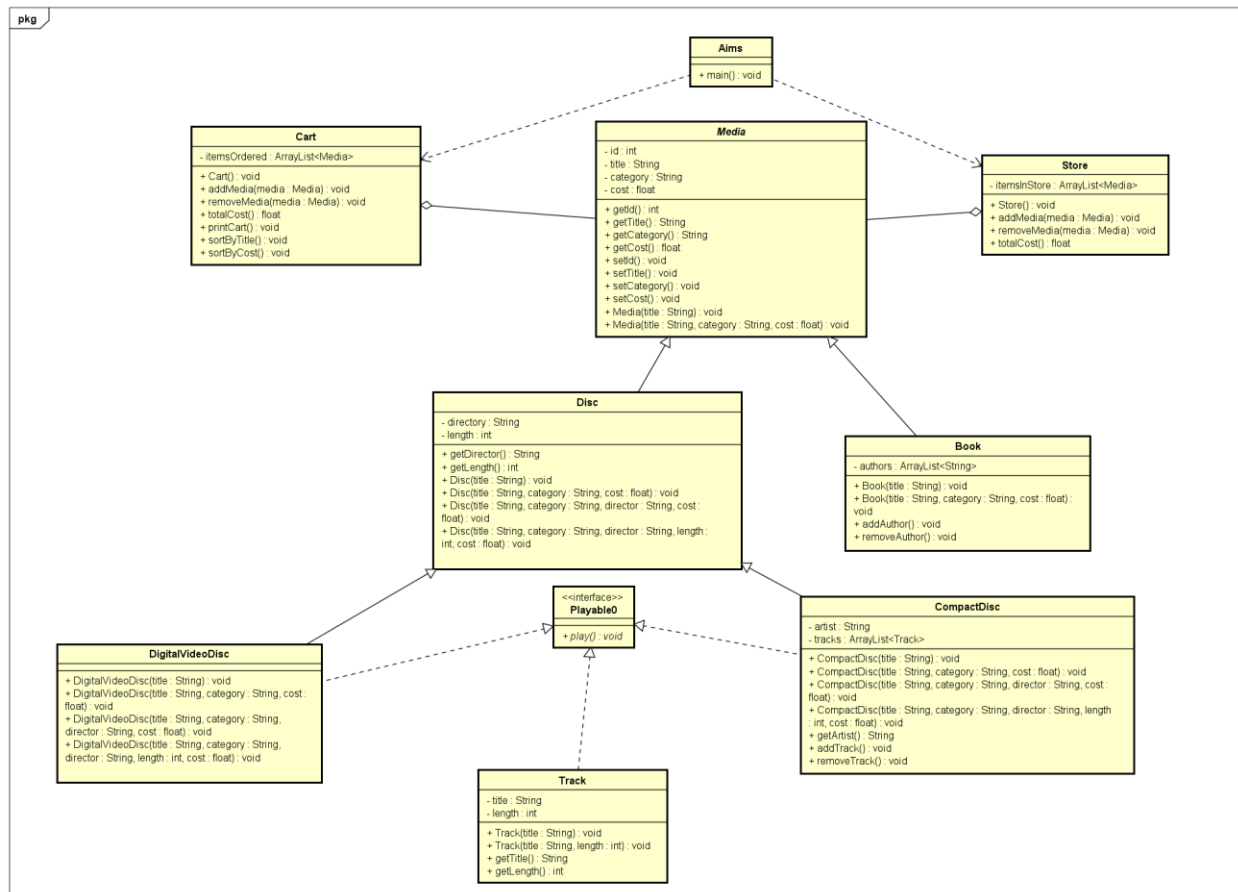 pkg
Aims
+ main() : void
Cart
- itemsOrdered : ArrayList<Media>
+ Cart() : void
+ addMedia(media : Media) : void
+ removeMedia(media : Media) : void
+ totalCost() : float
+ printCart() : void
+ sortByTitle() : void
+ sortByCost() : void
Media
- id : int
- title : String
- category : String
- cost : float
+ getId() : int
+ getTitle() : String
+ getCategory() : String
+ getCost() : float
+ setId() : void
+ setTitle() : void
+ setCategory() : void
+ setCost() : void
+ Media(title : String) : void
+ Media(title : String, category : String, cost : float) : void
Store
- itemsInStore : ArrayList<Media>
+ Store() : void
+ addMedia(media : Media) : void
+ removeMedia(media : Media) : void
+ totalCost() : float
Disc
- directory : String
- length : int
+ getDirector() : String
+ getLength() : int
+ Disc(title : String) : void
+ Disc(title : String, category : String, cost : float) : void
+ Disc(title : String, category : String, director : String, cost :
float) : void
+ Disc(title : String, category : String, director : String, length :
int, cost : float) : void
Book
- authors : ArrayList<String>
+ Book(title : String) : void
+ Book(title : String, category : String, cost : float) :
void
+ addAuthor() : void
+ removeAuthor() : void
<<interface>>
Playable0
+ play() : void
DigitalVideoDisc
+ DigitalVideoDisc(title : String) : void
+ DigitalVideoDisc(title : String, category : String, cost :
float) : void
+ DigitalVideoDisc(title : String, category : String,
director : String, cost : float) : void
+ DigitalVideoDisc(title : String, category : String,
director : String, length : int, cost : float) : void
CompactDisc
- artist : String
- tracks : ArrayList<Track>
+ CompactDisc(title : String) : void
+ CompactDisc(title : String, category : String, cost : float) : void
+ CompactDisc(title : String, category : String, director : String, cost :
float) : void
+ CompactDisc(title : String, category : String, director : String, length
: int, cost : float) : void
+ getArtist() : String
+ addTrack() : void
+ removeTrack() : void
Track
- title : String
- length : int
+ Track(title : String) : void
+ Track(title : String, length : int) : void
+ getTitle() : String
+ getLength() : int